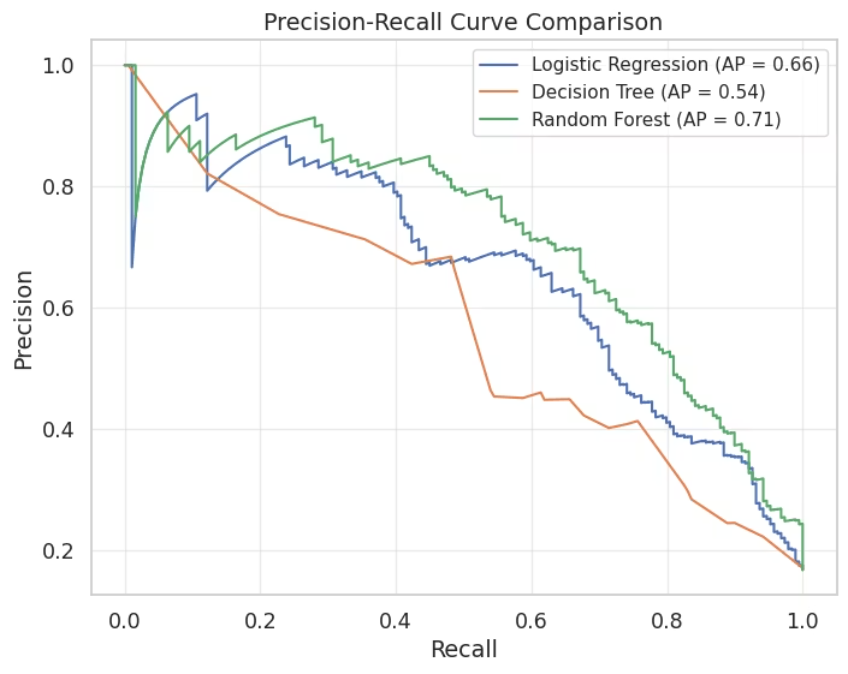 Precision-Recall Curve Comparison
Logistic Regression (AP = 0.66)
Decision Tree (AP = 0.54)
Random Forest (AP = 0.71)
Precision
1.0
0.8
0.6
0.4
0.2
0.0 0.2 0.4 0.6 0.8 1.0
Recall